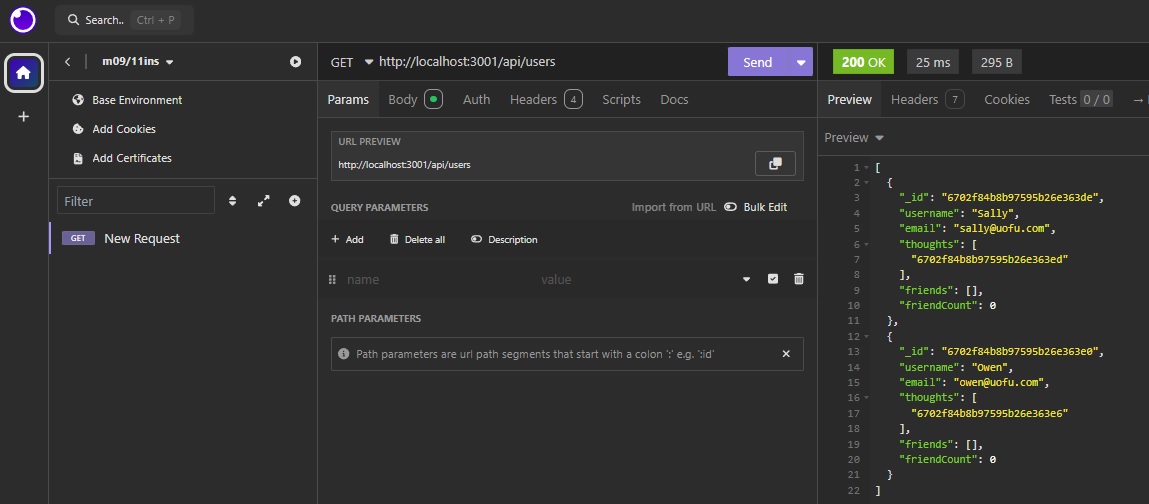 Search.. Ctrl + P
m09/11ins
Base Environment
Add Cookies
Add Certificates
Filter
GET New Request
GET http://localhost:3001/api/users Send
Params Body Auth Headers 4 Scripts Docs
URL PREVIEW
http://localhost:3001/api/users
QUERY PARAMETERS Import from URL Bulk Edit
+ Add Delete all Description
name value
PATH PARAMETERS
Path parameters are url path segments that start with a colon ':' e.g. ':id'
200 OK 25 ms 295 B
Preview Headers 7 Cookies Tests 0 / 0 →
Preview
1 [
2 {
3 "_id": "6702f84b8b97595b26e363de",
4 "username": "Sally",
5 "email": "sally@uofu.com",
6 "thoughts": [
7 "6702f84b8b97595b26e363ed"
8 ],
9 "friends": [],
10 "friendCount": 0
11 },
12 {
13 "_id": "6702f84b8b97595b26e363e0",
14 "username": "Owen",
15 "email": "owen@uofu.com",
16 "thoughts": [
17 "6702f84b8b97595b26e363e6"
18 ],
19 "friends": [],
20 "friendCount": 0
21 }
22 ]